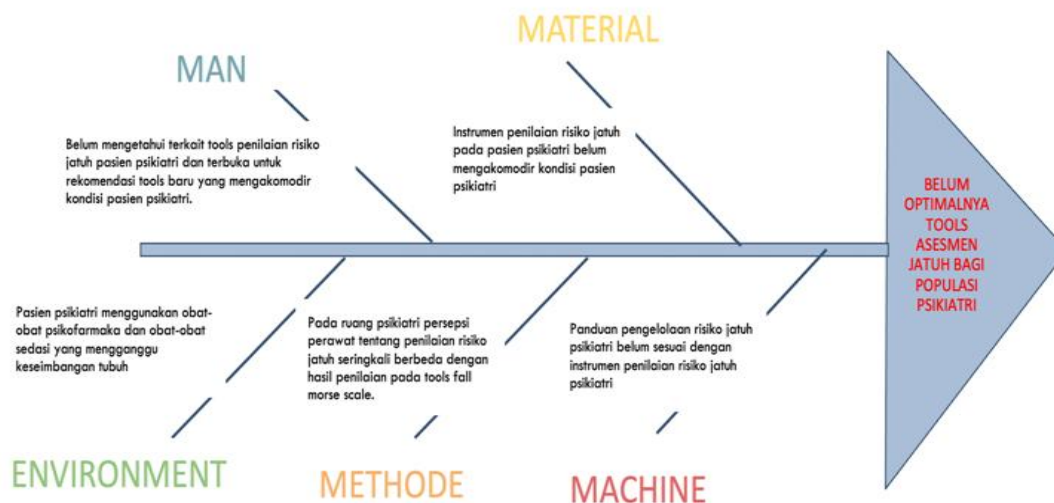 MATERIAL
MAN
Belum mengetahui terkait tools penilaian risiko
jatuh pasien psikiatri dan terbuka untuk
rekomendasi tools baru yang mengakomodir
kondisi pasien psikiatri.
Instrumen penilaian risiko jatuh
pada pasien psikiatri belum
mengakomodir kondisi pasien
psikiatri
BELUM
OPTIMALNYA
TOOLS
ASESMEN
JATUH BAGI
POPULASI
PSIKIATRI
Pasien psikiatri menggunakan obat-
obat psikofarmaka dan obat-obat
sedasi yang mengganggu
keseimbangan tubuh
Pada ruang psikiatri persepsi
perawat tentang penilaian risiko
jatuh seringkali berbeda dengan
hasil penilaian pada tools fall
morse scale.
Panduan pengelolaan risiko jatuh
psikiatri belum sesuai dengan
instrumen penilaian risiko jatuh
psikiatri
ENVIRONMENT
METHODE
MACHINE